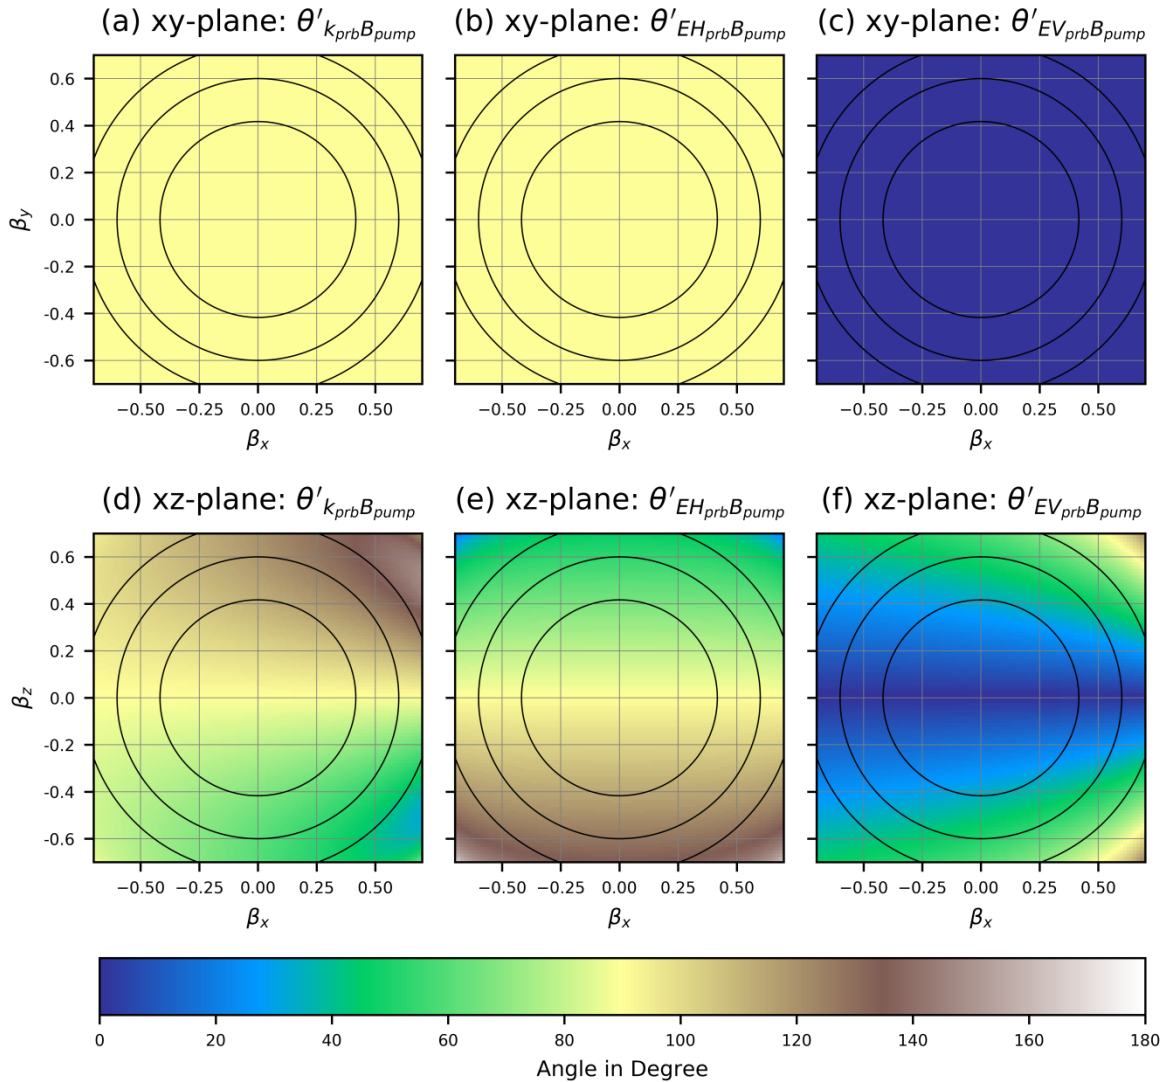 (a) xy-plane: θ′kprbBpump (b) xy-plane: θ′EHprbBpump (c) xy-plane: θ′EVprbBpump
0.6
0.4
0.2
0.0
-0.2
-0.4
-0.6
βy
−0.50 −0.25 0.00 0.25 0.50 −0.50 −0.25 0.00 0.25 0.50 −0.50 −0.25 0.00 0.25 0.50
βx βx βx
(d) xz-plane: θ′kprbBpump (e) xz-plane: θ′EHprbBpump (f) xz-plane: θ′EVprbBpump
0.6
0.4
0.2
0.0
-0.2
-0.4
-0.6
βz
−0.50 −0.25 0.00 0.25 0.50 −0.50 −0.25 0.00 0.25 0.50 −0.50 −0.25 0.00 0.25 0.50
βx βx βx
0 20 40 60 80 100 120 140 160 180
Angle in Degree